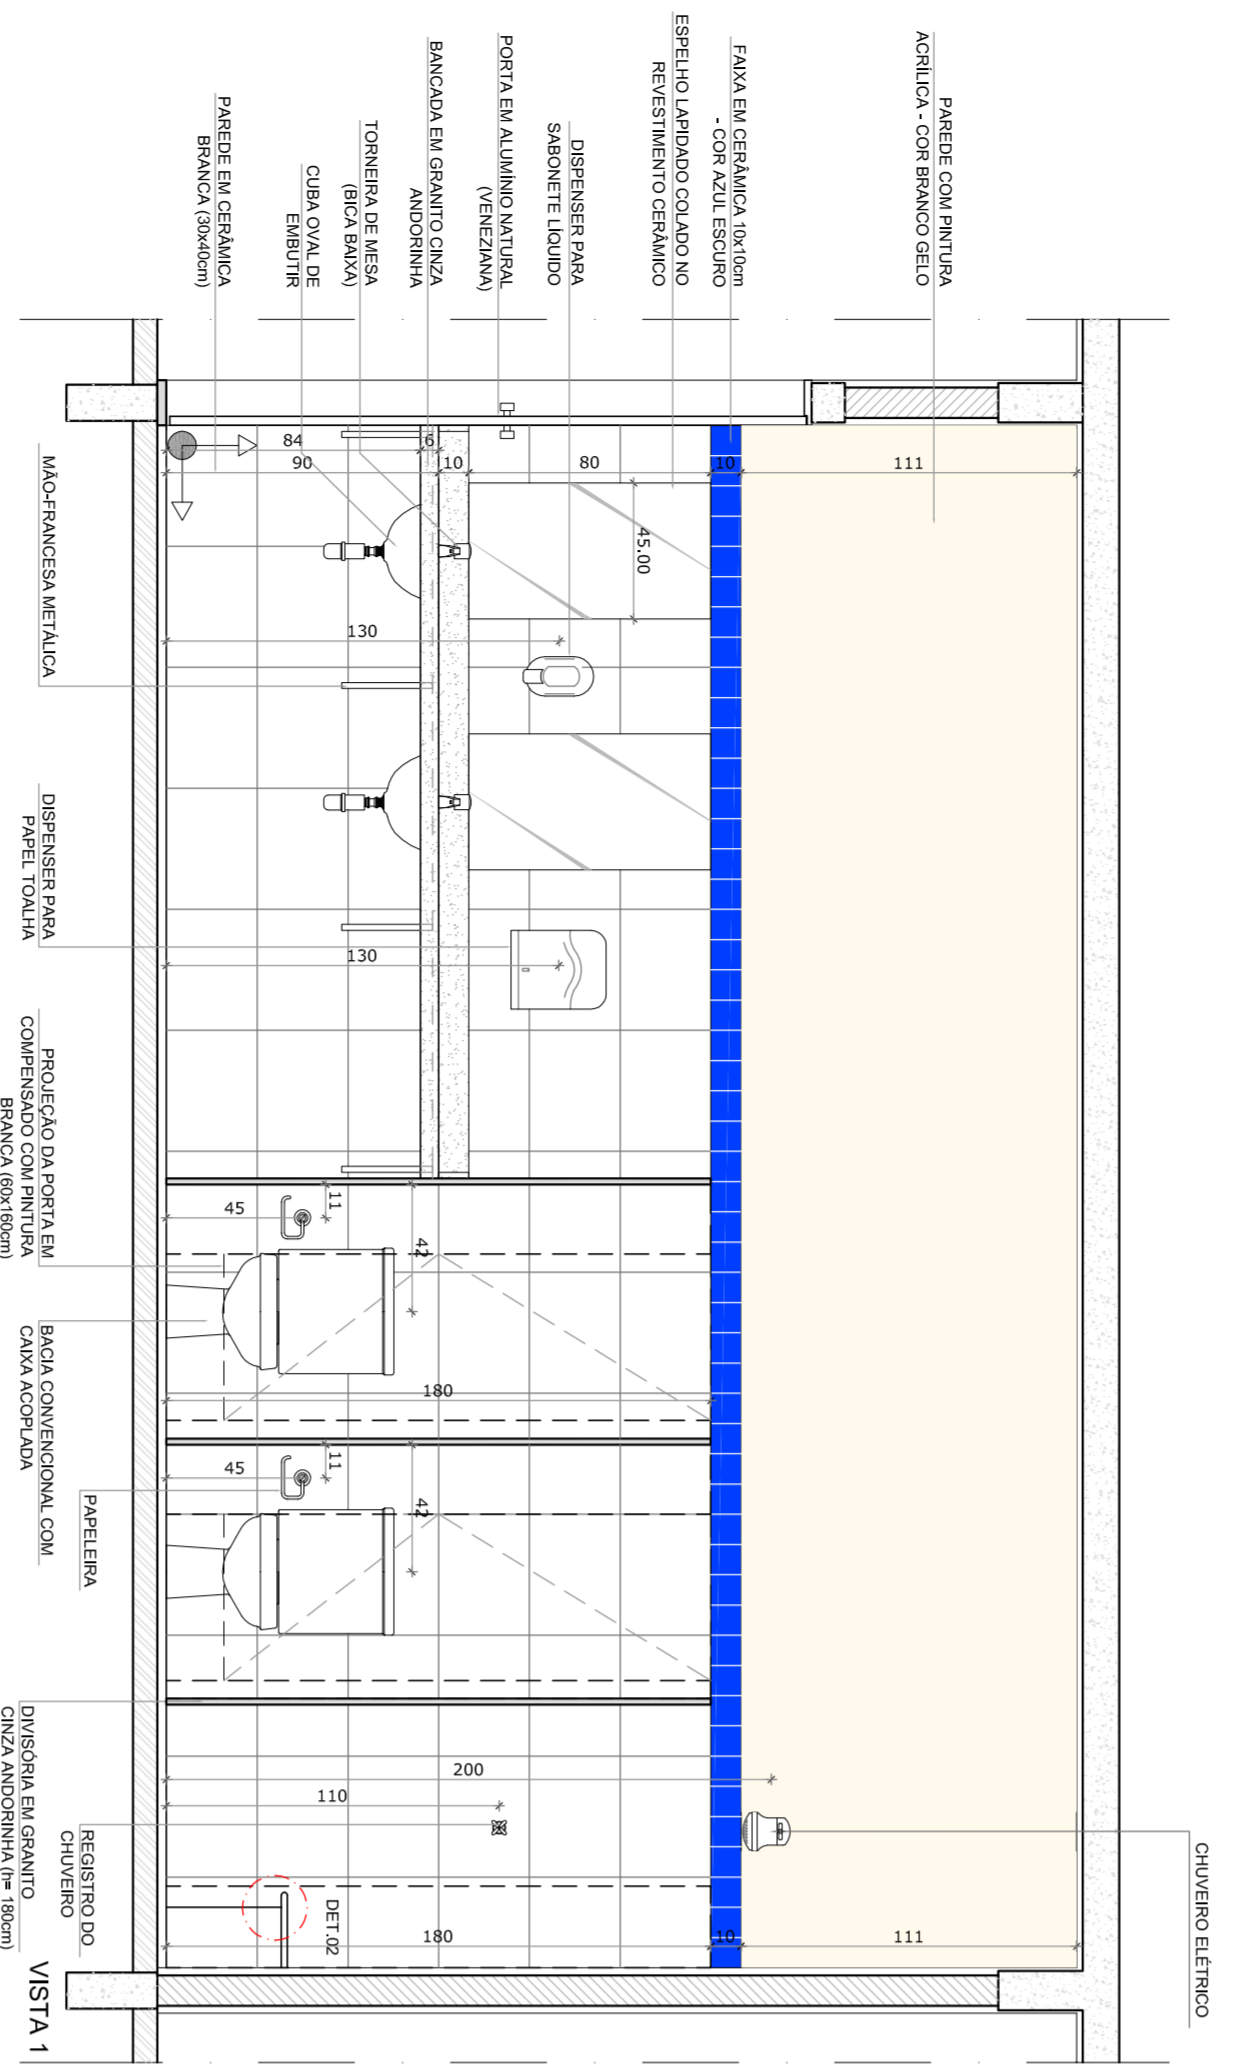 PAREDE COM PINTURA
ACRÍLICA - COR BRANCO GELO
FAIXA EM CERÂMICA 10x10cm
- COR AZUL ESCURO
ESPELHO LAPIDADO COLADO NO
REVESTIMENTO CERÂMICO
DISPENSER PARA
SABONETE LÍQUIDO
PORTA EM ALUMÍNIO NATURAL
(VENEZIANA)
BANCADA EM GRANITO CINZA
ANDORINHA
TORNEIRA DE MESA
(BICA BAIXA)
CUBA OVAL DE
EMBUTIR
PAREDE EM CERÂMICA
BRANCA (30x40cm)
CHUVEIRO ELÉTRICO
111
10
80
10
6
84
90
45.00
130
130
11
45
42
180
11
45
42
200
110
DET.02
111
10
180
MÃO-FRANCESA METÁLICA
DISPENSER PARA
PAPEL TOALHA
PROJEÇÃO DA PORTA EM
COMPENSADO COM PINTURA
BRANCA (60x160cm)
BACIA CONVENCIONAL COM
CAIXA ACOPLADA
PAPELEIRA
DIVISÓRIA EM GRANITO
CINZA ANDORINHA (h= 180cm)
REGISTRO DO
CHUVEIRO
VISTA 1